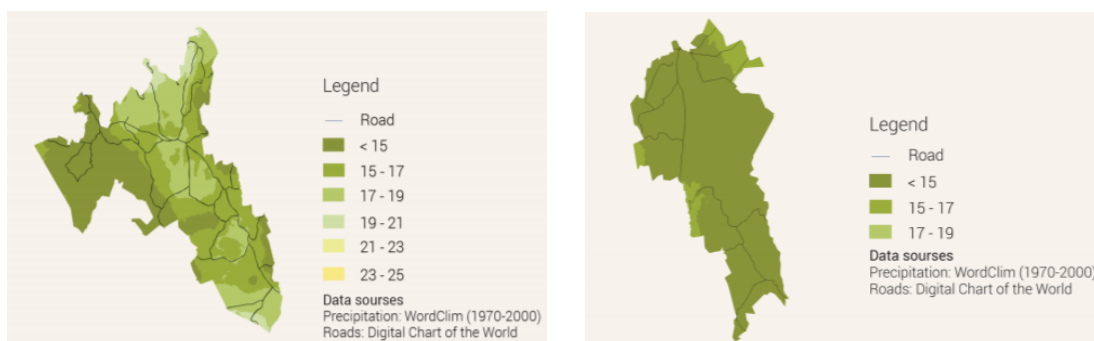 Legend
Road
< 15
15 - 17
17 - 19
19 - 21
21 - 23
23 - 25
Data sourses
Precipitation: WordClim (1970-2000)
Roads: Digital Chart of the World
Legend
Road
< 15
15 - 17
17 - 19
Data sourses
Precipitation: WordClim (1970-2000)
Roads: Digital Chart of the World